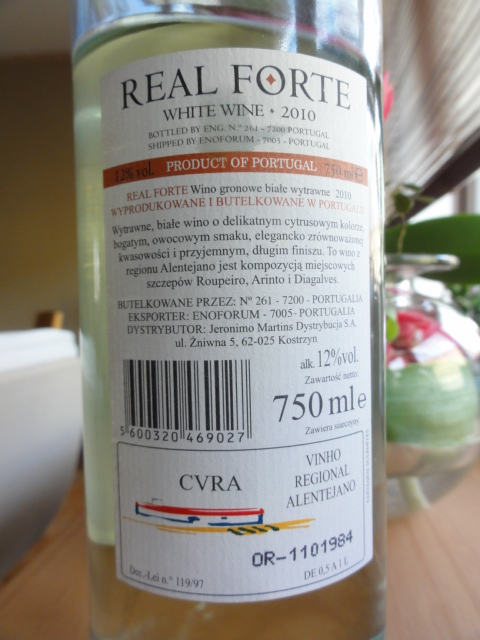 REAL FORTE
WHITE WINE • 2010
BOTTLED BY ENG. N.º 261 - 7200 PORTUGAL
SHIPPED BY ENOFORUM - 7005 - PORTUGAL
12% vol. PRODUCT OF PORTUGAL 750 ml e
REAL FORTE Wino gronowe białe wytrawne 2010
WYPRODUKOWANE I BUTELKOWANE W PORTUGALII
Wytrawne, białe wino o delikatnym cytrusowym kolorze,
bogatym, owocowym smaku, elegancko zrównoważonej
kwasowości i przyjemnym, długim finiszu. To wino z
regionu Alentejano jest kompozycją miejscowych
szczepów Roupeiro, Arinto i Diagalves.
BUTELKOWANE PRZEZ: Nº 261 - 7200 - PORTUGALIA
EKSPORTER: ENOFORUM - 7005 - PORTUGALIA
DYSTRYBUTOR: Jeronimo Martins Dystrybucja S.A.
ul. Żniwna 5, 62-025 Kostrzyn
alk. 12% vol.
Zawartość netto:
750 ml e
Zawiera siarczyny
5 600320 469027
CVRA
VINHO
REGIONAL
ALENTEJANO
OR-1101984
Dec.-Lei n.º 119/97
DE 0,5 A 1 L